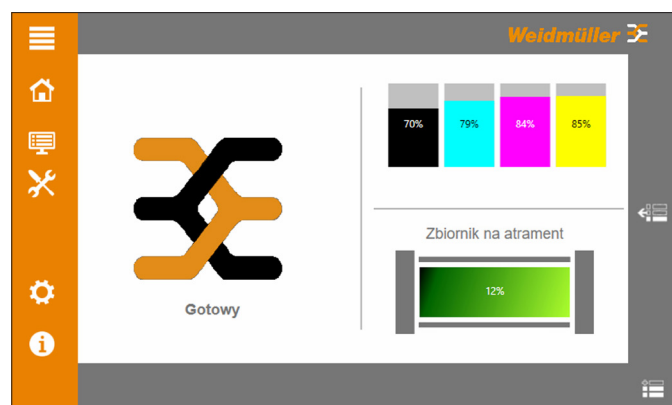 Weidmüller
70%
79%
84%
85%
Zbiornik na atrament
12%
Gotowy